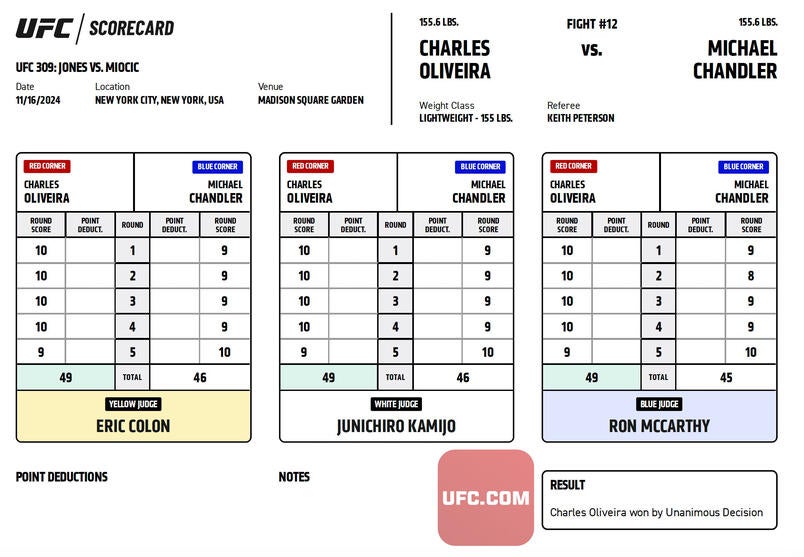 UFC / SCORECARD
UFC 309: JONES VS. MIOCIC
Date Location Venue
11/16/2024 NEW YORK CITY, NEW YORK, USA MADISON SQUARE GARDEN
155.6 LBS. FIGHT #12 155.6 LBS.
CHARLES VS. MICHAEL
OLIVEIRA CHANDLER
Weight Class Referee
LIGHTWEIGHT - 155 LBS. KEITH PETERSON
RED CORNER BLUE CORNER
CHARLES MICHAEL
OLIVEIRA CHANDLER
ROUND POINT ROUND POINT ROUND
SCORE DEDUCT. DEDUCT. SCORE
10 1 9
10 2 9
10 3 9
10 4 9
9 5 10
49 TOTAL 46
YELLOW JUDGE
ERIC COLON
RED CORNER BLUE CORNER
CHARLES MICHAEL
OLIVEIRA CHANDLER
ROUND POINT ROUND POINT ROUND
SCORE DEDUCT. DEDUCT. SCORE
10 1 9
10 2 9
10 3 9
10 4 9
9 5 10
49 TOTAL 46
WHITE JUDGE
JUNICHIRO KAMIJO
RED CORNER BLUE CORNER
CHARLES MICHAEL
OLIVEIRA CHANDLER
ROUND POINT ROUND POINT ROUND
SCORE DEDUCT. DEDUCT. SCORE
10 1 9
10 2 8
10 3 9
10 4 9
9 5 10
49 TOTAL 45
BLUE JUDGE
RON MCCARTHY
POINT DEDUCTIONS
NOTES
UFC.COM
RESULT
Charles Oliveira won by Unanimous Decision